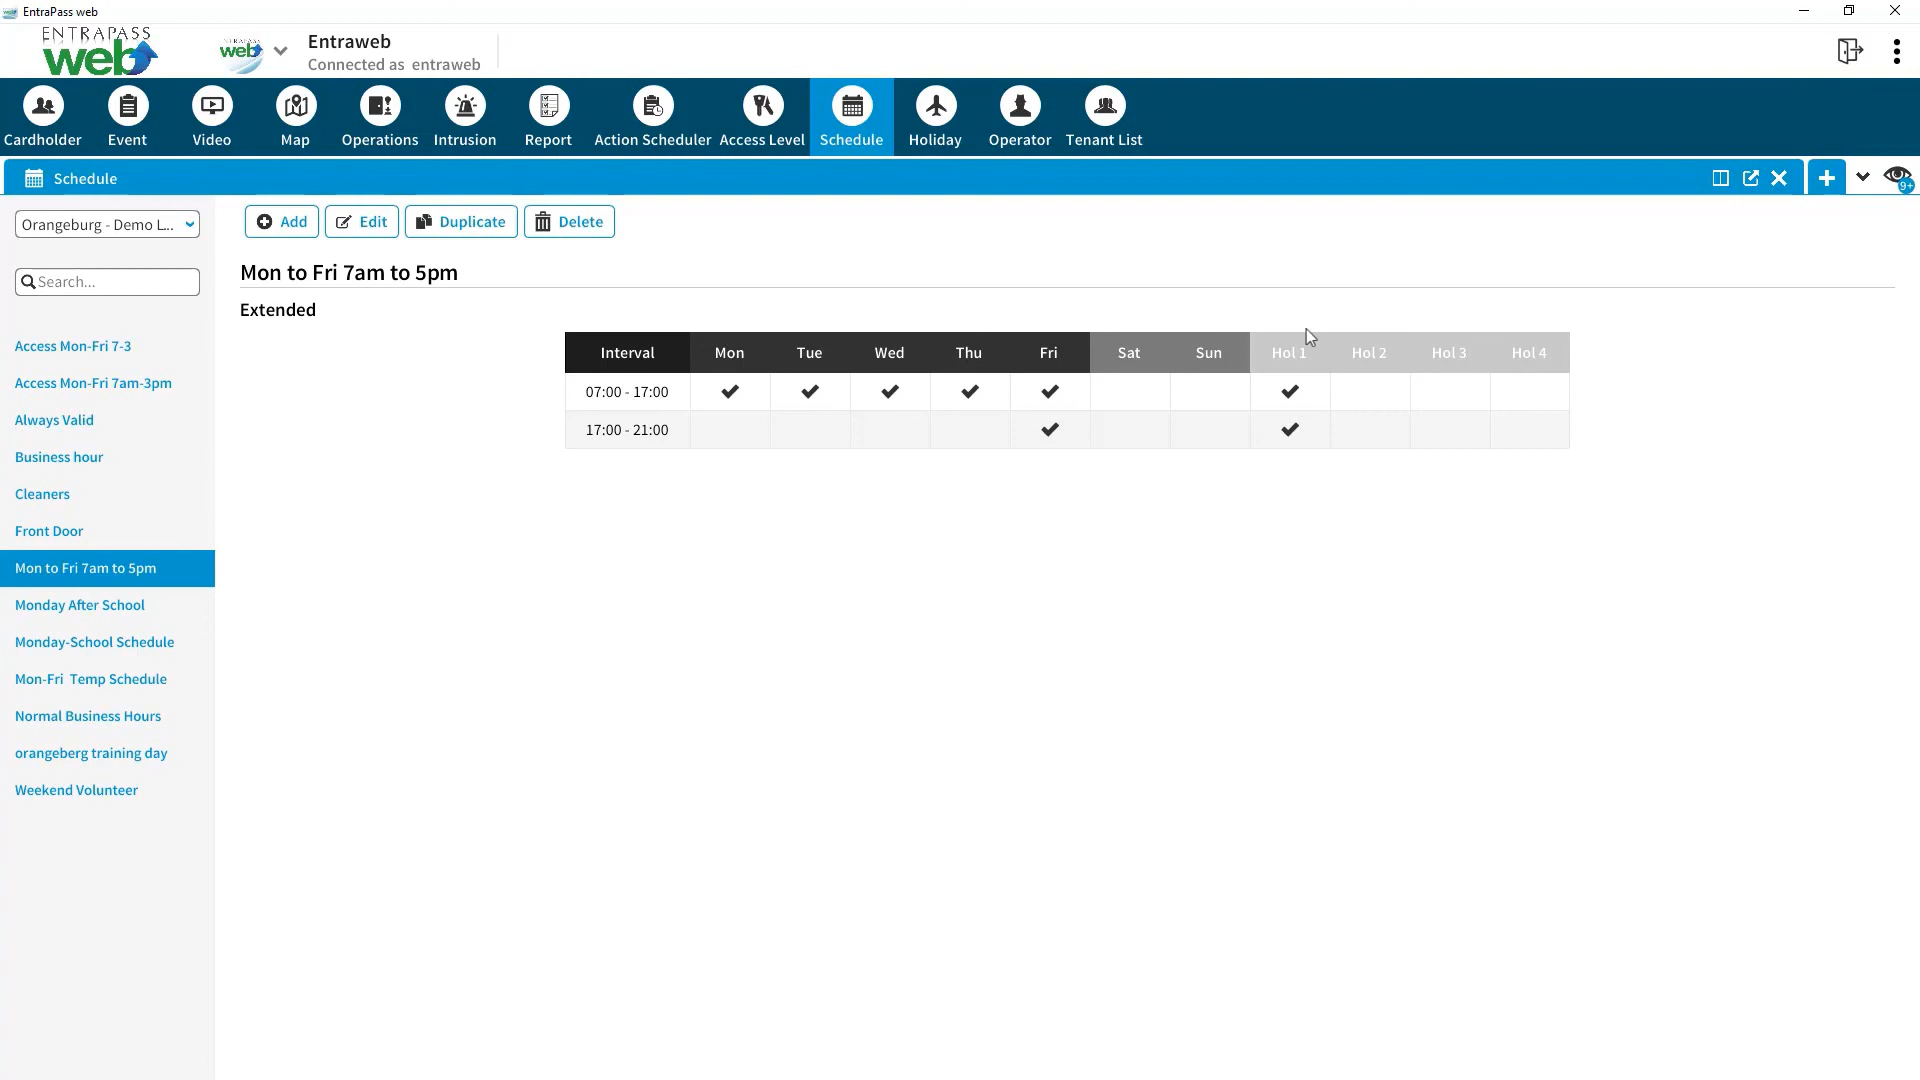 EntraPass web
ENTRAPASS
web
web
Entraweb
Connected as entraweb
Cardholder Event Video Map Operations Intrusion Report Action Scheduler Access Level Schedule Holiday Operator Tenant List
Schedule
9+
Orangeburg - Demo L...
Add Edit Duplicate Delete
Search...
Mon to Fri 7am to 5pm
Extended
Interval Mon Tue Wed Thu Fri Sat Sun Hol 1 Hol 2 Hol 3 Hol 4
07:00 - 17:00
17:00 - 21:00
Access Mon-Fri 7-3
Access Mon-Fri 7am-3pm
Always Valid
Business hour
Cleaners
Front Door
Mon to Fri 7am to 5pm
Monday After School
Monday-School Schedule
Mon-Fri  Temp Schedule
Normal Business Hours
orangeberg training day
Weekend Volunteer